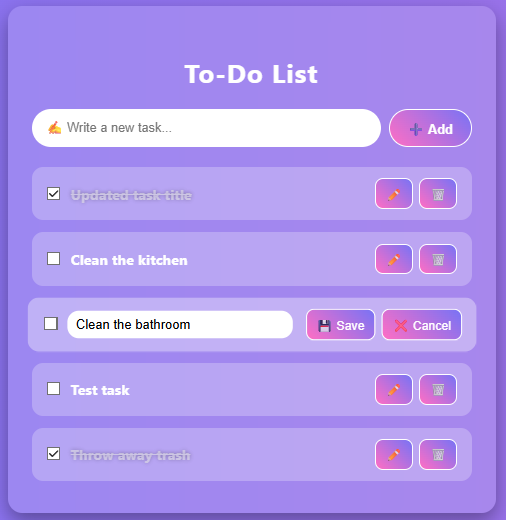 To-Do List
✍️ Write a new task...
➕ Add
Updated task title
Clean the kitchen
Clean the bathroom
💾 Save
❌ Cancel
Test task
Throw away trash